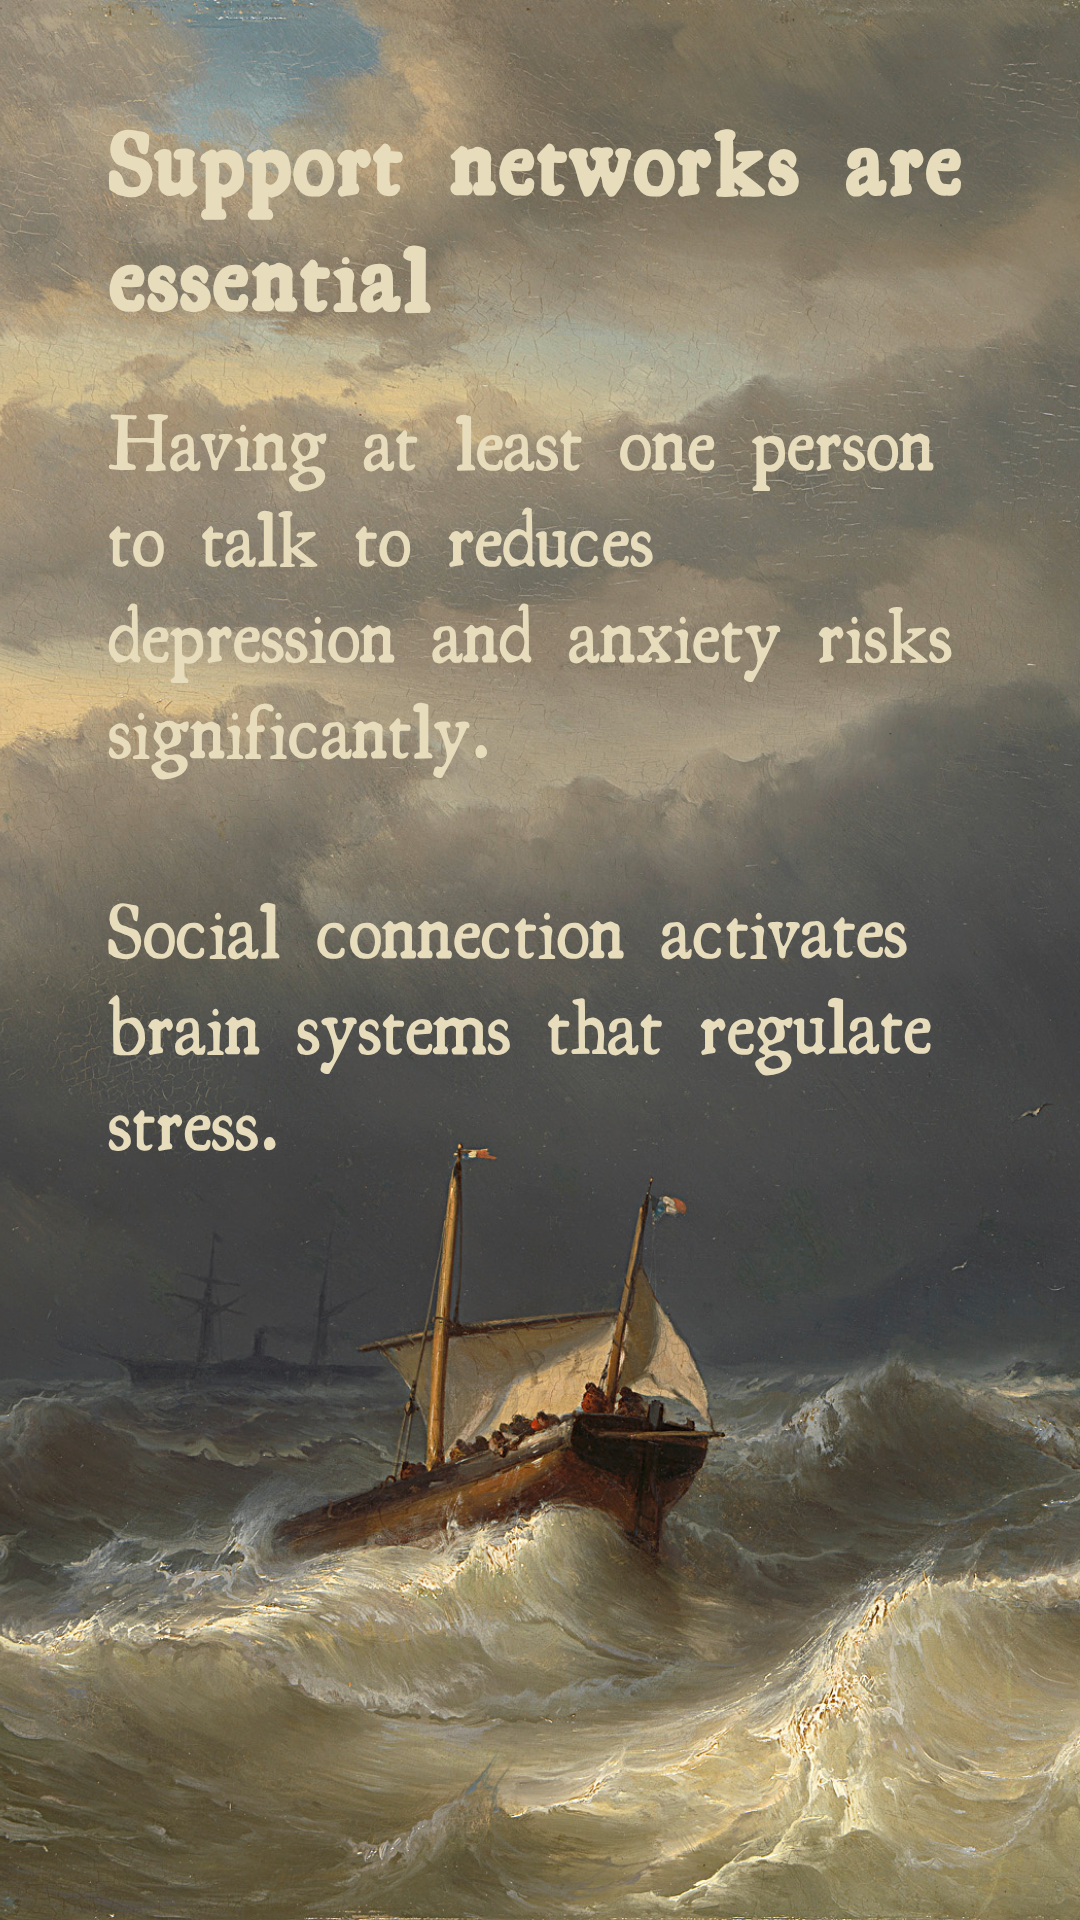 Support networks are
essential
Having at least one person
to talk to reduces
depression and anxiety risks
significantly.
Social connection activates
brain systems that regulate
stress.